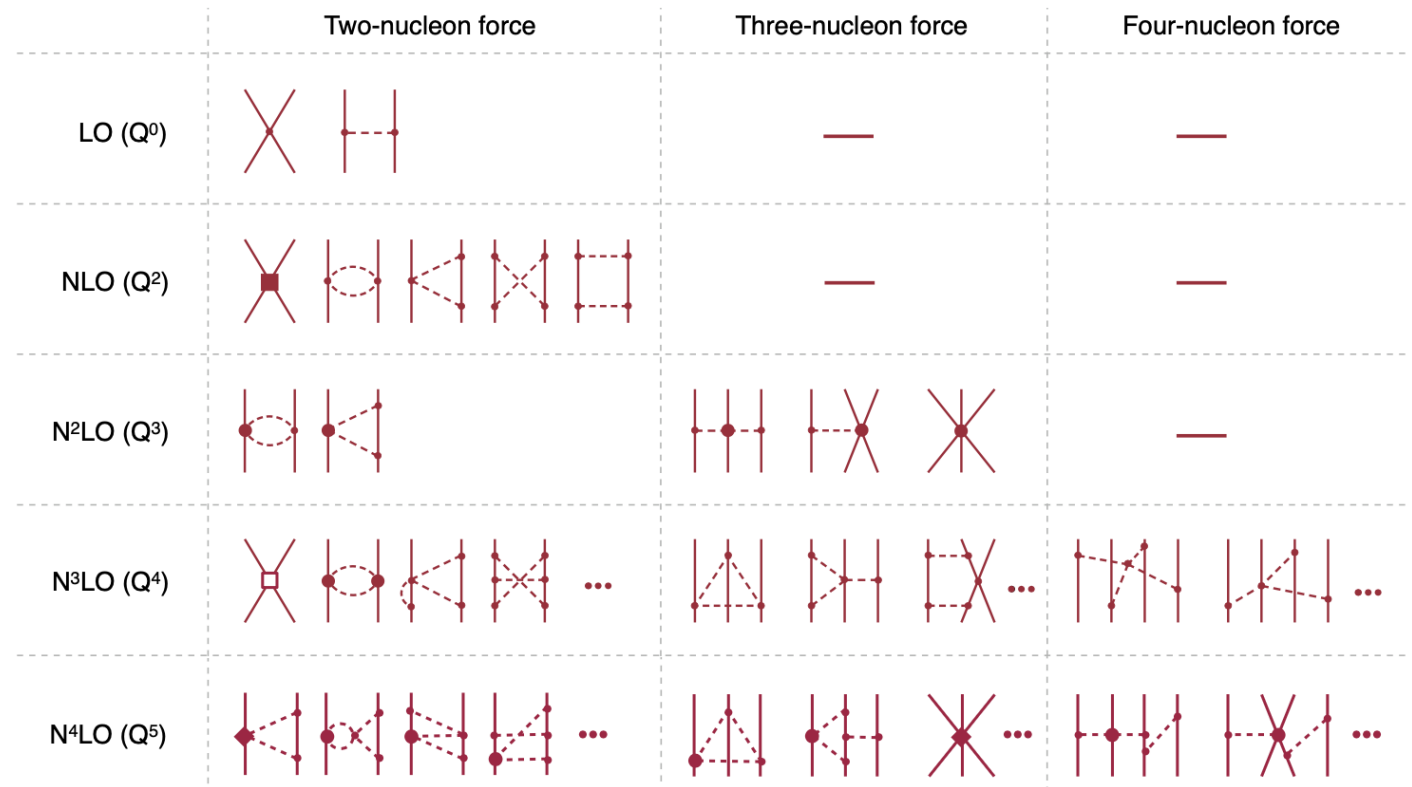 Two-nucleon force Three-nucleon force Four-nucleon force
LO (Q⁰)
NLO (Q²)
N²LO (Q³)
N³LO (Q⁴)
N⁴LO (Q⁵)